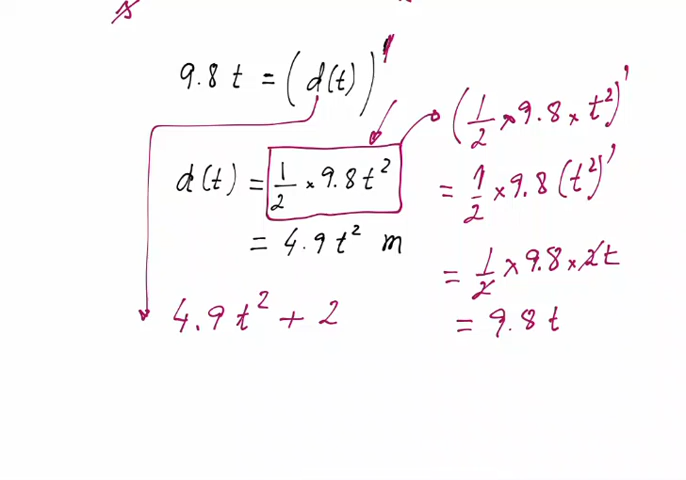 9.8 t = (d(t))'
d(t) = 1/2 × 9.8 t²
= 4.9 t² m
4.9 t² + 2
(1/2 × 9.8 × t²)'
= 1/2 × 9.8 (t²)'
= 1/2 × 9.8 × 2t
= 9.8 t